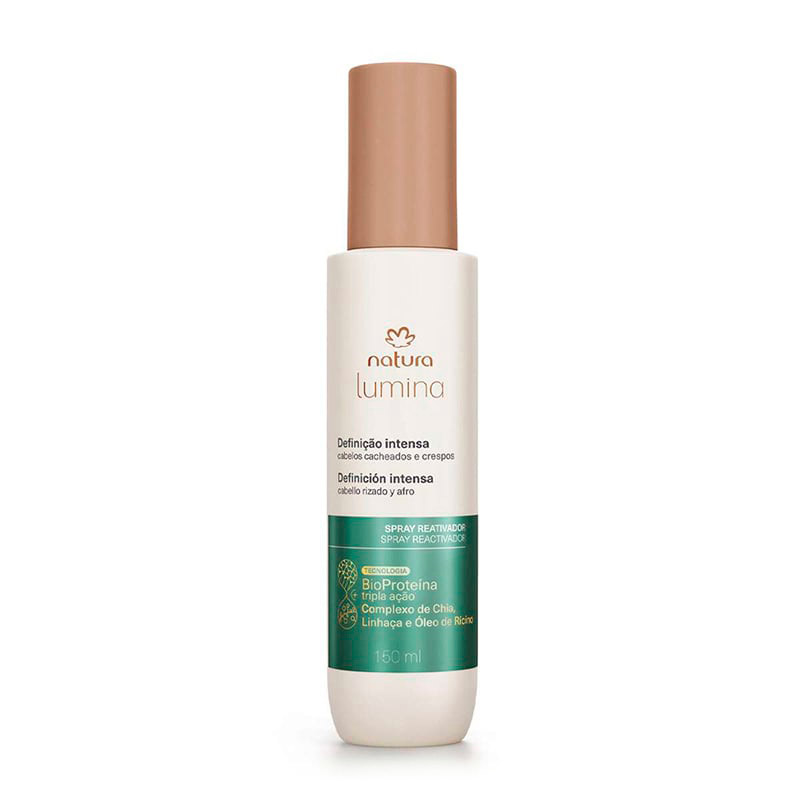 natura
lumina
Definição intensa
cabelos cacheados e crespos
Definición intensa
cabello rizado y afro
SPRAY REATIVADOR
SPRAY REACTIVADOR
TECNOLOGIA
BioProteína
tripla ação
+
Complexo de Chia,
Linhaça e Óleo de Rícino
150 ml